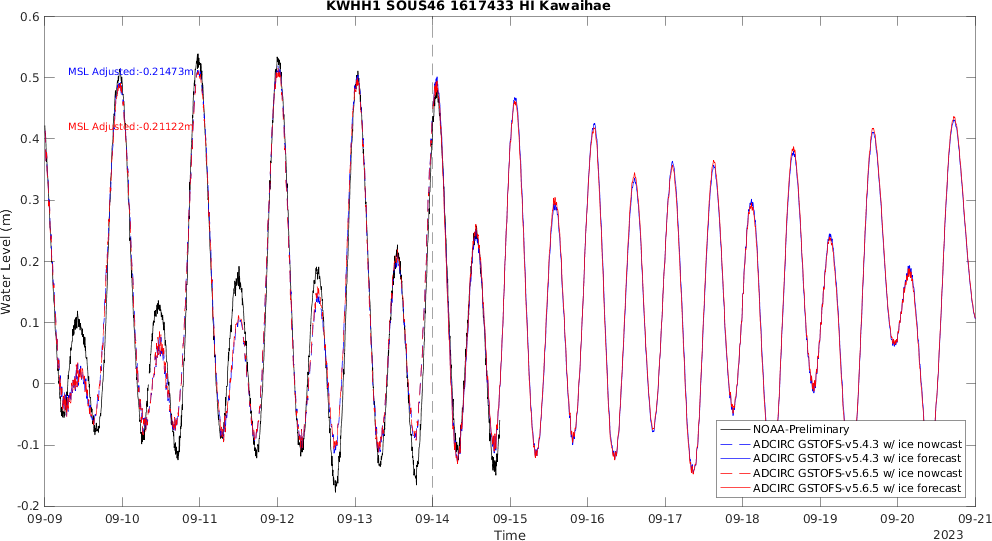 KWHH1 SOUS46 1617433 HI Kawaihae
0.6
0.5
0.4
0.3
0.2
0.1
0
-0.1
-0.2
Water Level (m)
MSL Adjusted:-0.21473m
MSL Adjusted:-0.21122m
NOAA-Preliminary
ADCIRC GSTOFS-v5.4.3 w/ ice nowcast
ADCIRC GSTOFS-v5.4.3 w/ ice forecast
ADCIRC GSTOFS-v5.6.5 w/ ice nowcast
ADCIRC GSTOFS-v5.6.5 w/ ice forecast
09-09 09-10 09-11 09-12 09-13 09-14 09-15 09-16 09-17 09-18 09-19 09-20 09-21
Time
2023